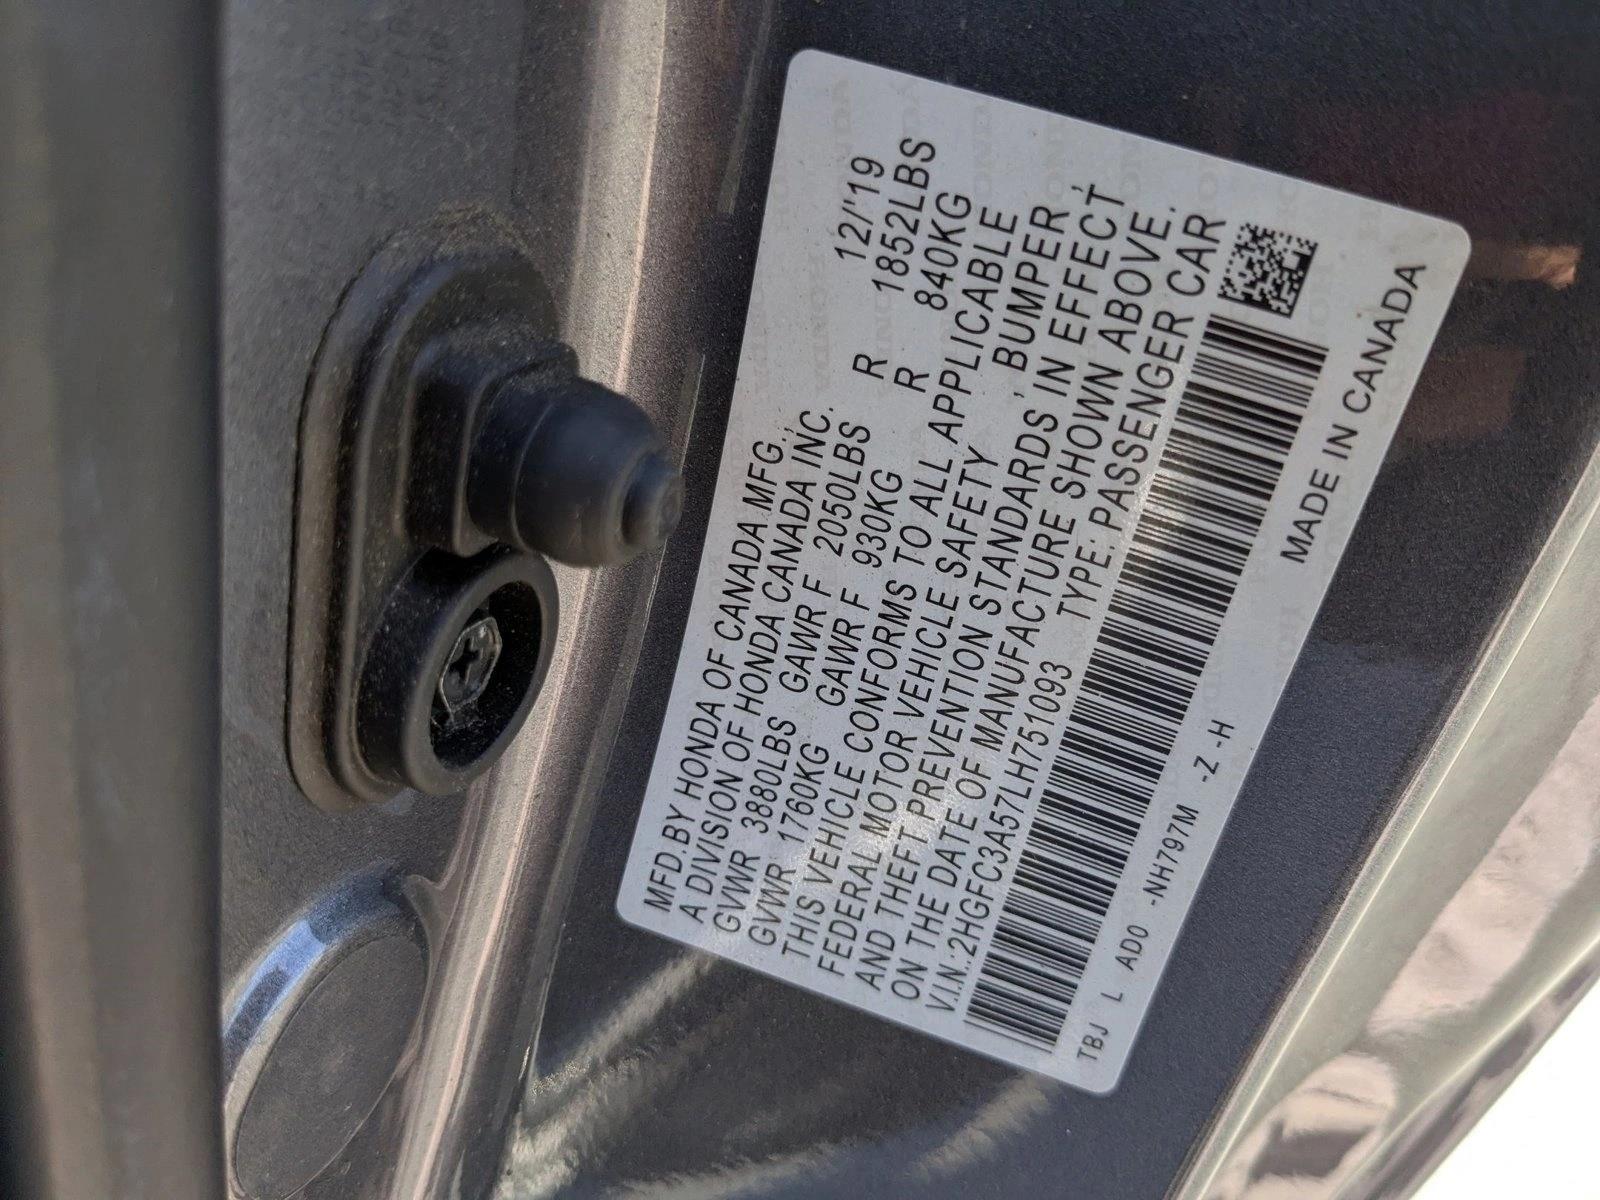 MFD.BY HONDA OF CANADA MFG., 12/'19
A DIVISION OF HONDA CANADA INC.
GVWR 3880LBS GAWR F 2050LBS R 1852LBS
GVWR 1760KG GAWR F 930KG R 840KG
THIS VEHICLE CONFORMS TO ALL APPLICABLE
FEDERAL MOTOR VEHICLE SAFETY , BUMPER ,
AND THEFT PREVENTION STANDARDS IN EFFECT
ON THE DATE OF MANUFACTURE SHOWN ABOVE.
V.I.N.:2HGFC3A57LH751093 TYPE: PASSENGER CAR
TBJ L AD0 -NH797M -Z -H
MADE IN CANADA